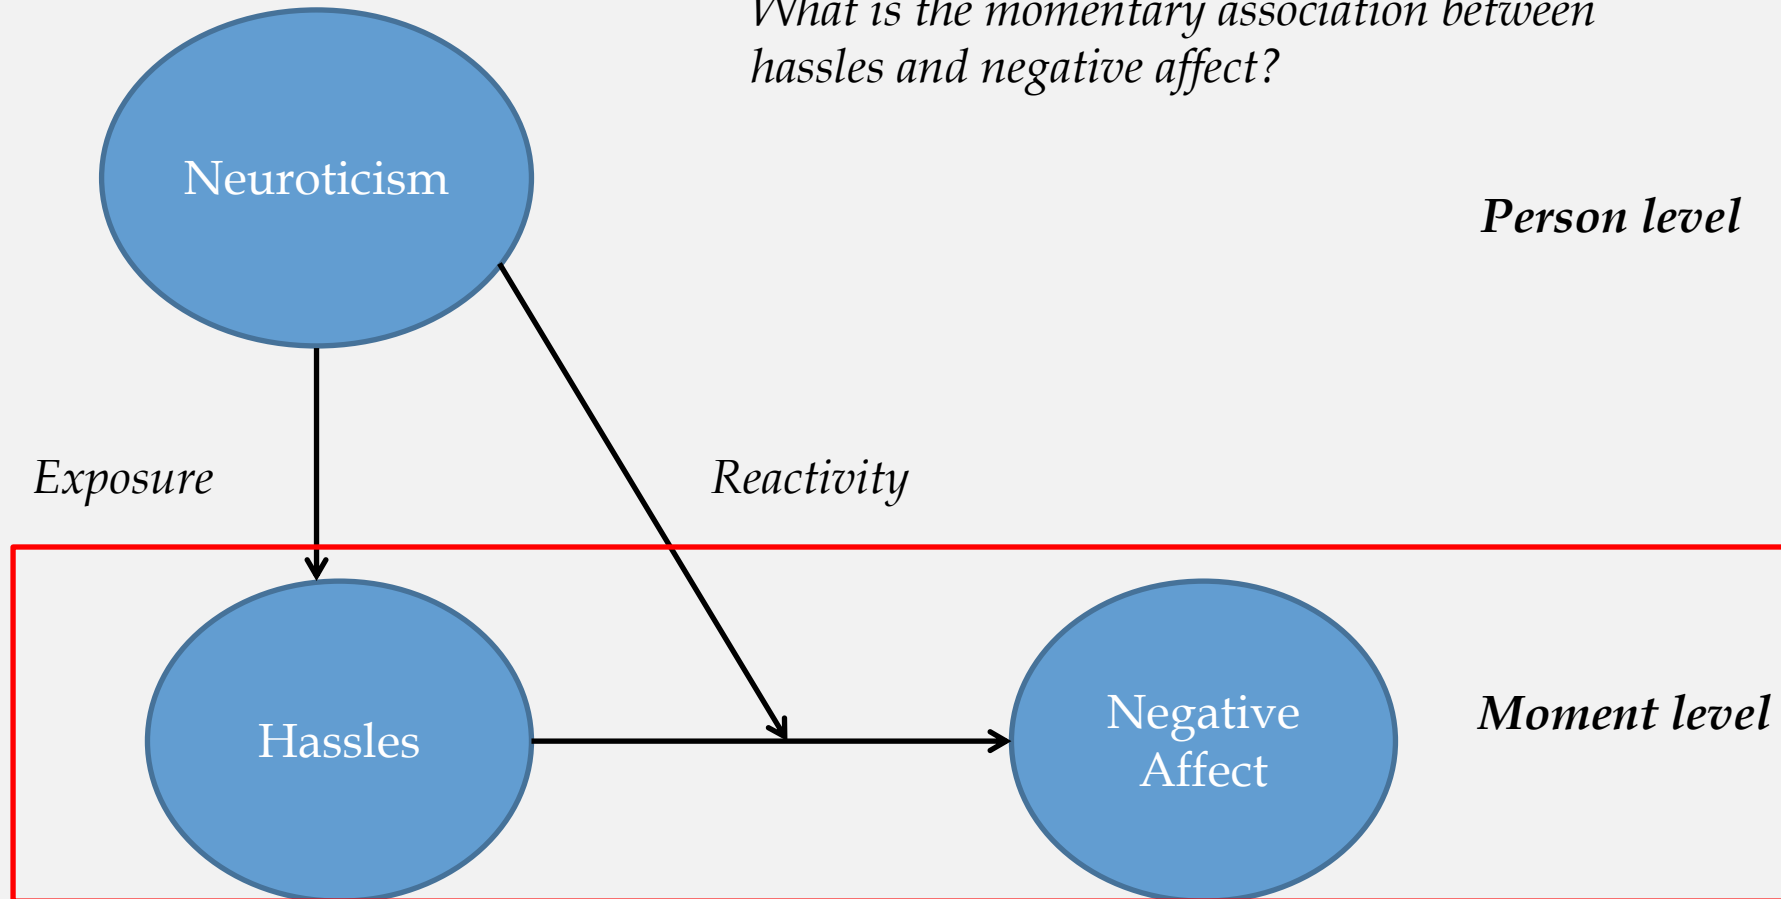 What is the momentary association between
hassles and negative affect?
Neuroticism
Person level
Exposure
Reactivity
Hassles
Negative
Affect
Moment level